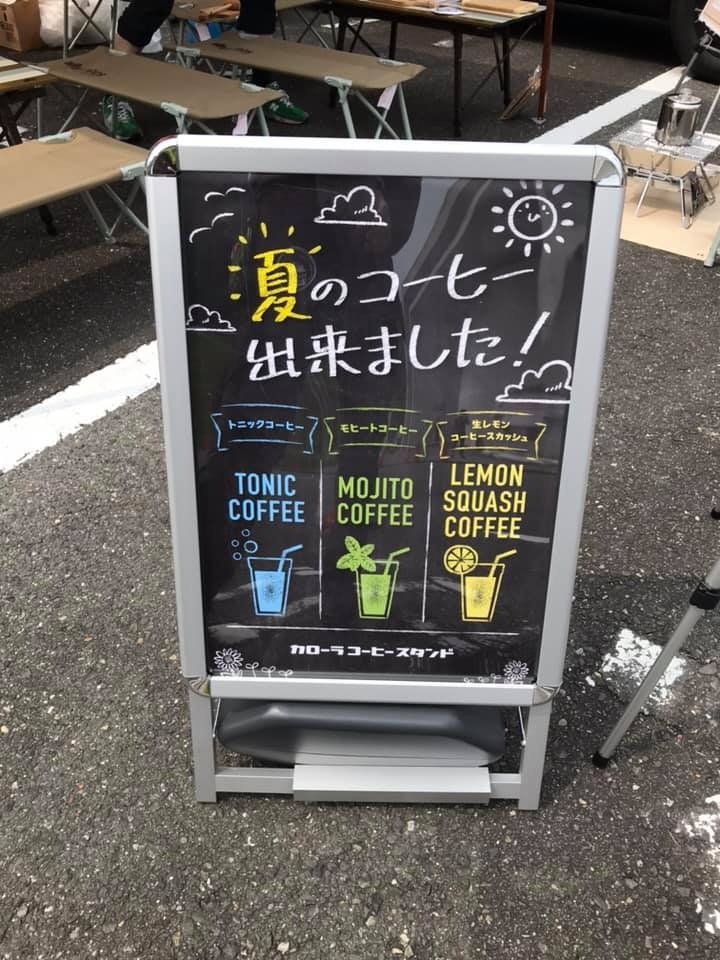 夏のコーヒー
出来ました!
トニックコーヒー
TONIC
COFFEE
モヒートコーヒー
MOJITO
COFFEE
生レモン
コーヒースカッシュ
LEMON
SQUASH
COFFEE
カローラ コーヒースタンド